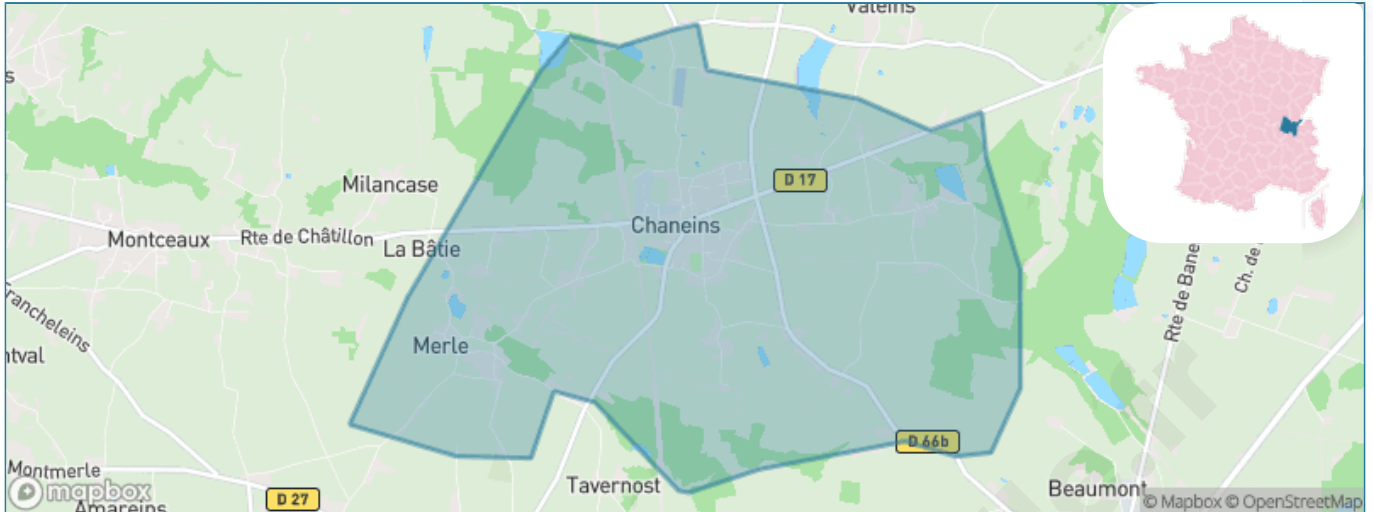 Valeins
s
D 17
Milancase
Chaneins
Montceaux
Rte de Châtillon
La Bâtie
Rte de Bane
Ch. de
Francheleins
Merle
ntval
D 66b
Montmerle
Tavernost
Beaumont
mapbox
D 27
Amareins
© Mapbox © OpenStreetMap